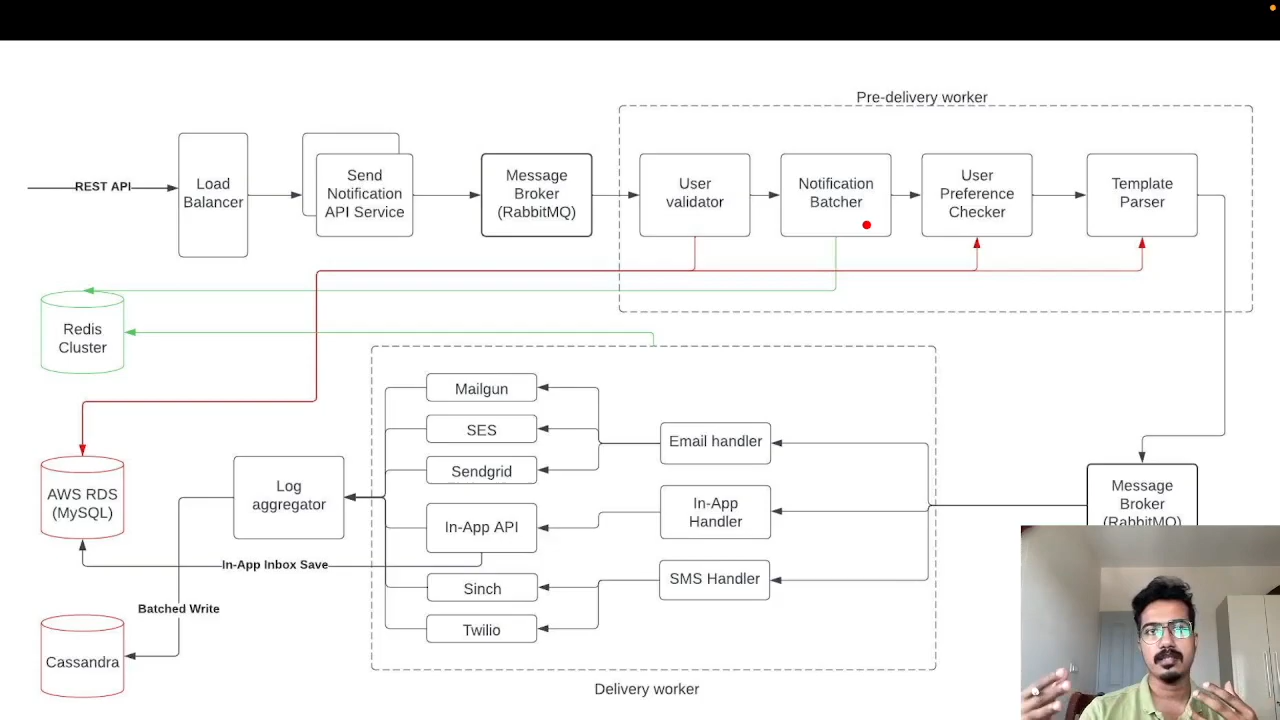 Pre-delivery worker
REST API
Load
Balancer
Send
Notification
API Service
Message
Broker
(RabbitMQ)
User
validator
Notification
Batcher
User
Preference
Checker
Template
Parser
Redis
Cluster
Mailgun
SES
Sendgrid
In-App API
Sinch
Twilio
Email handler
In-App
Handler
SMS Handler
Message
Broker
(RabbitMQ)
Log
aggregator
AWS RDS
(MySQL)
In-App Inbox Save
Batched Write
Cassandra
Delivery worker